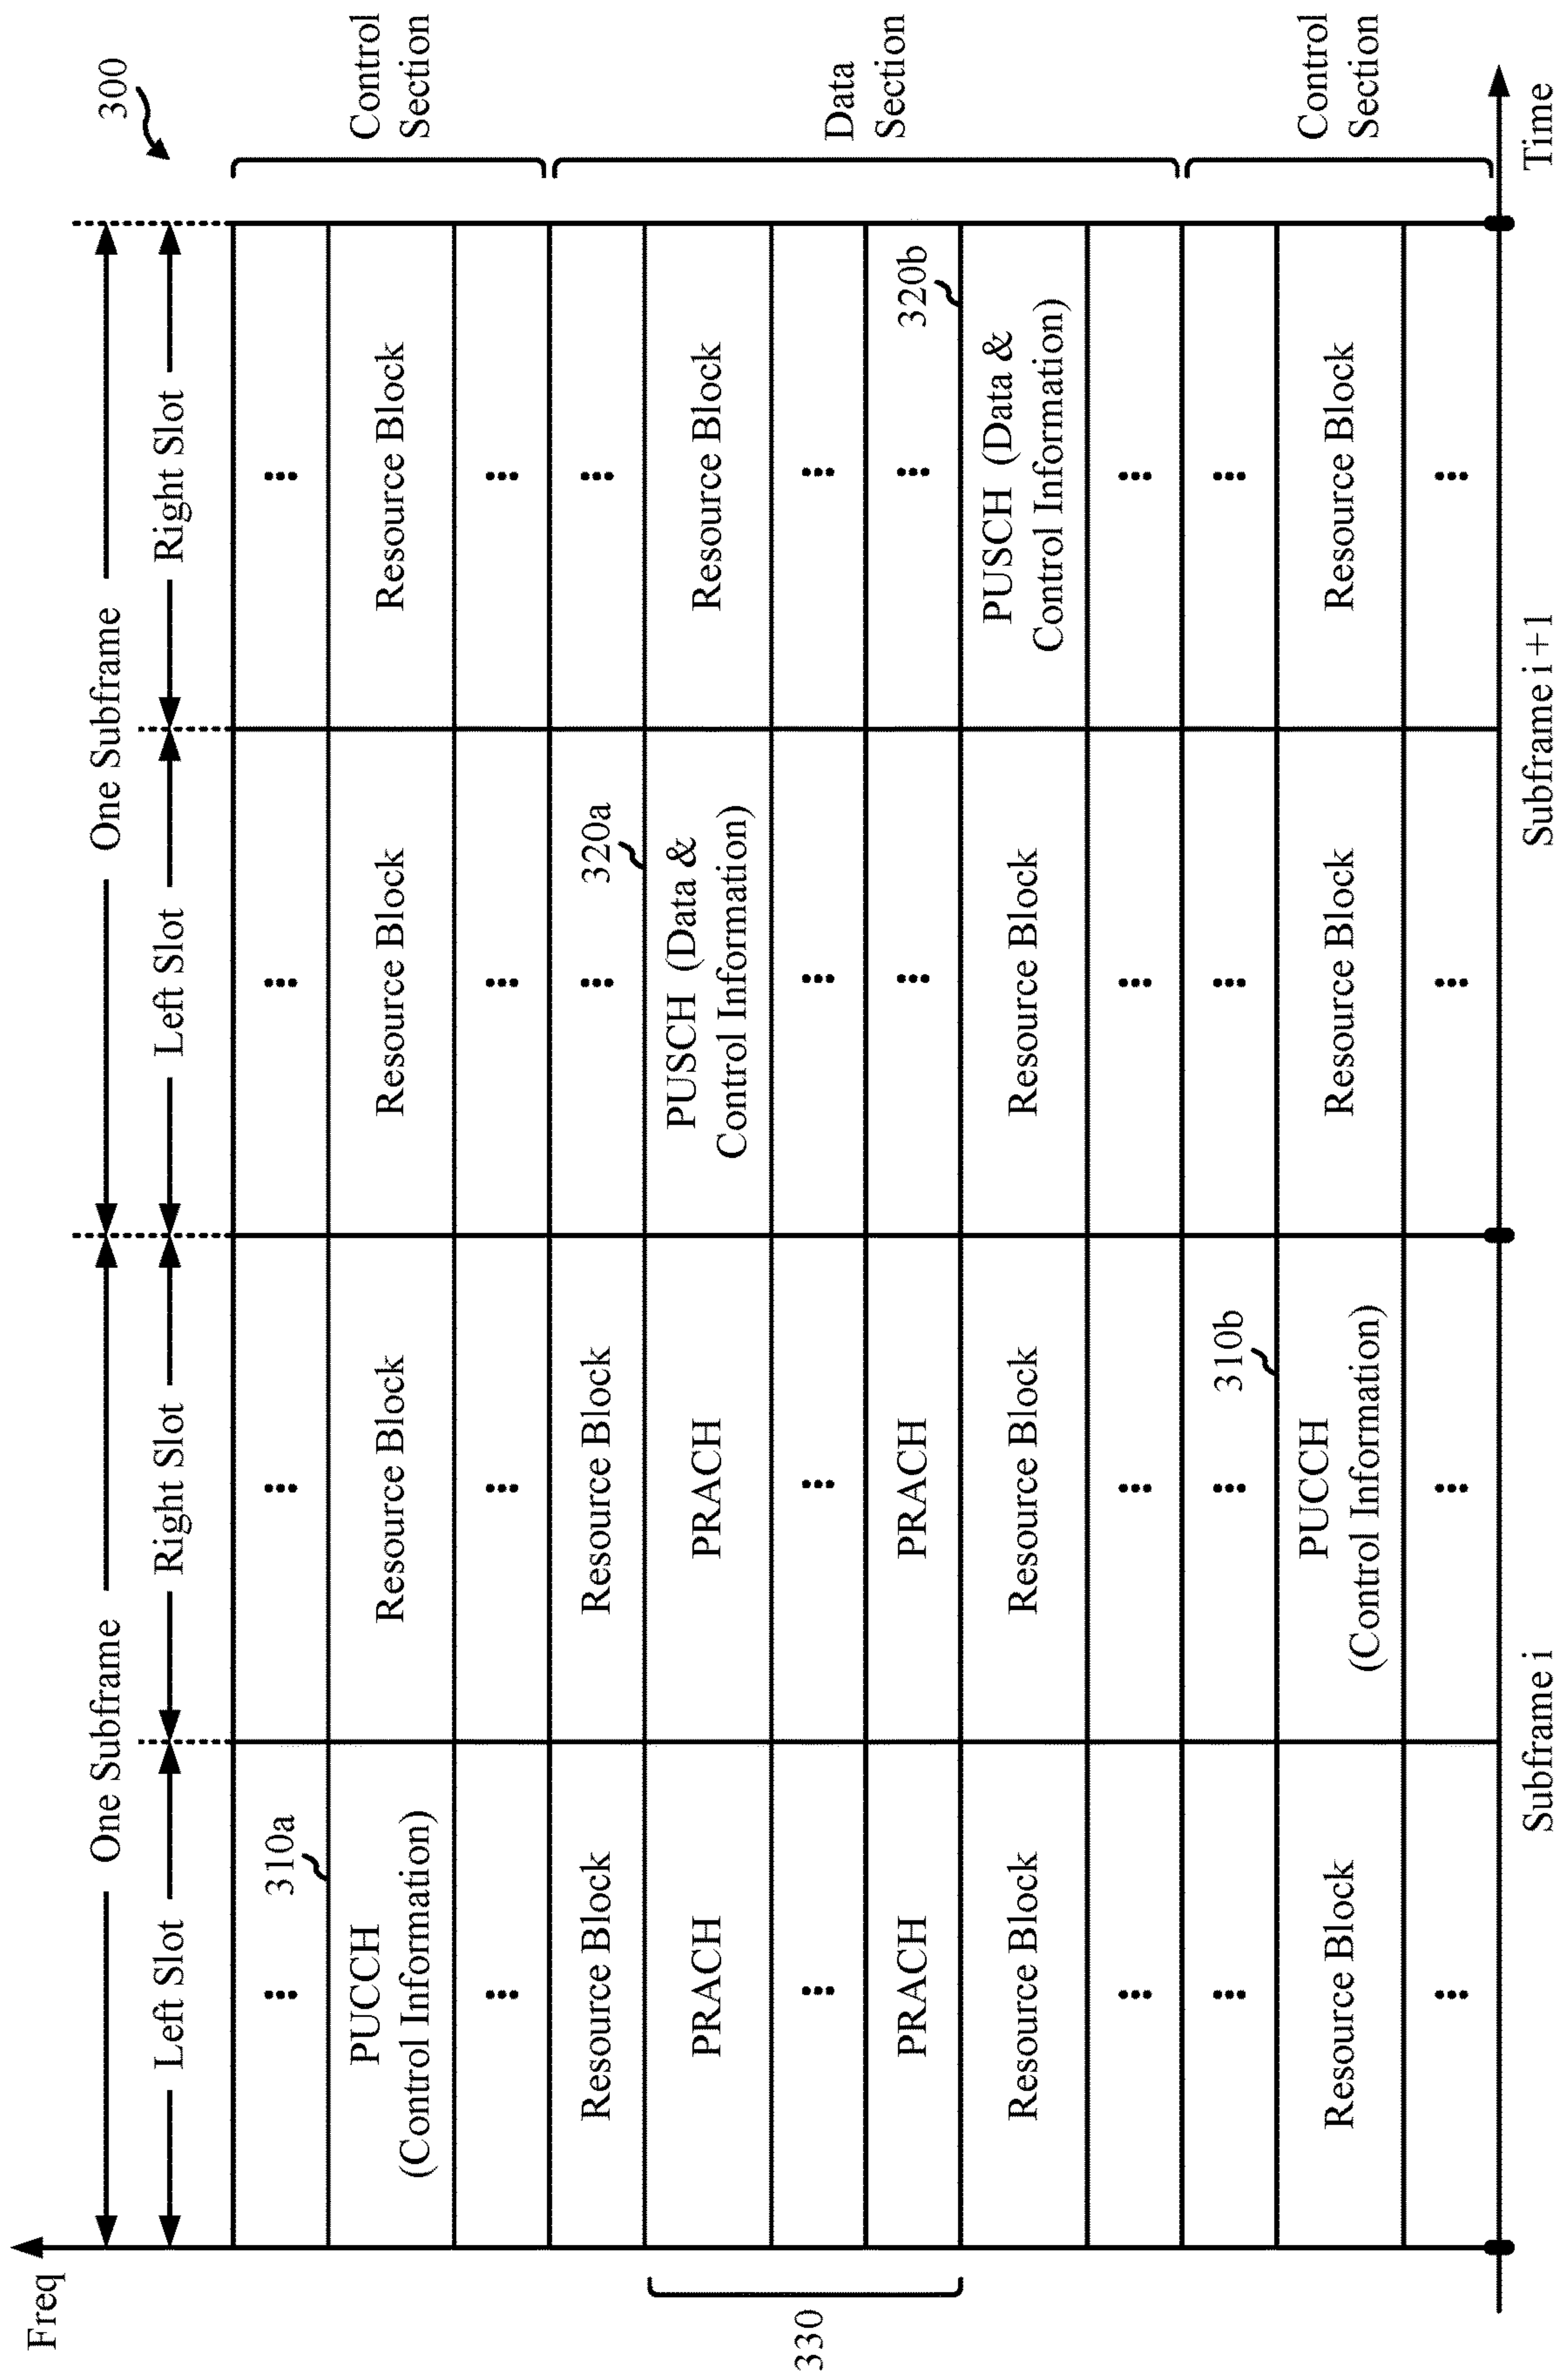 300
Freq
One Subframe
One Subframe
Left Slot
Right Slot
Left Slot
Right Slot
310a
PUCCH
(Control Information)
Resource Block
Resource Block
Resource Block
Control
Section
Resource Block
Resource Block
320a
PRACH
PRACH
PUSCH (Data &
Control Information)
Resource Block
330
Data
Section
PRACH
PRACH
320b
Resource Block
Resource Block
Resource Block
PUSCH (Data &
Control Information)
310b
Resource Block
PUCCH
(Control Information)
Resource Block
Resource Block
Control
Section
Subframe i
Subframe i+1
Time